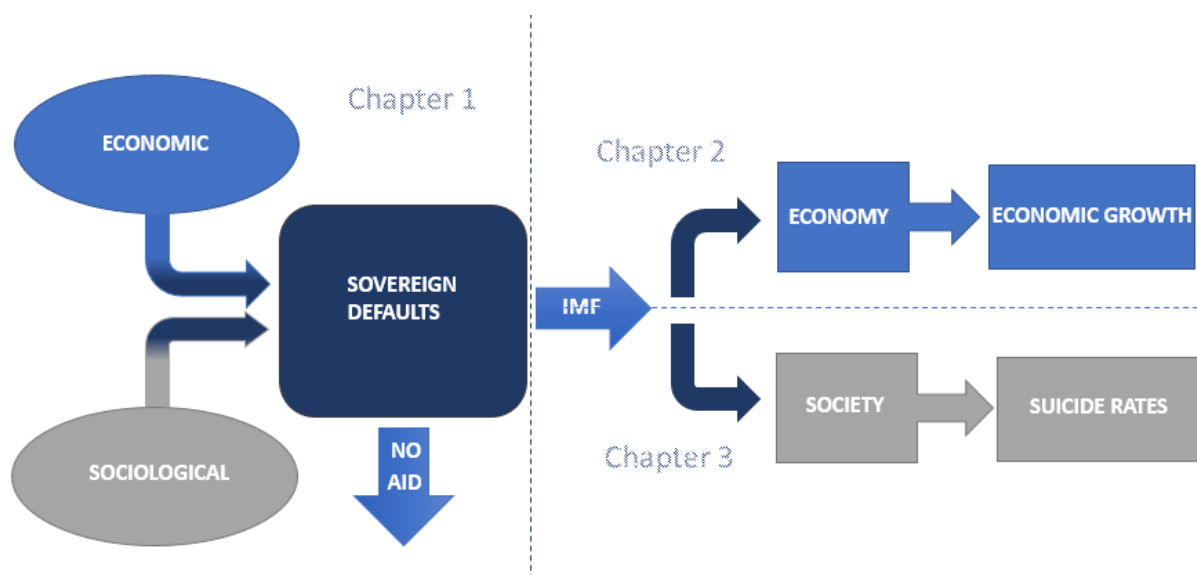 Chapter 1
ECONOMIC
SOVEREIGN
DEFAULTS
SOCIOLOGICAL
NO
AID
IMF
Chapter 2
ECONOMY
ECONOMIC GROWTH
SOCIETY
SUICIDE RATES
Chapter 3